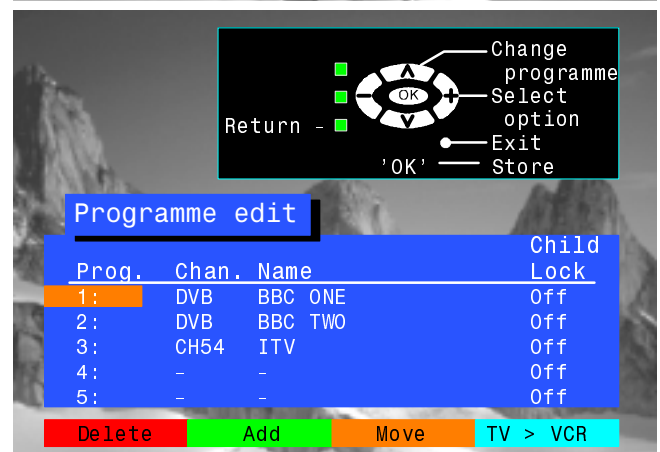 Change
programme
OK
Select
option
Return -
Exit
'OK' Store
Programme edit
Child
Prog. Chan. Name Lock
1: DVB BBC ONE Off
2: DVB BBC TWO Off
3: CH54 ITV Off
4: - - Off
5: - - Off
Delete Add Move TV > VCR